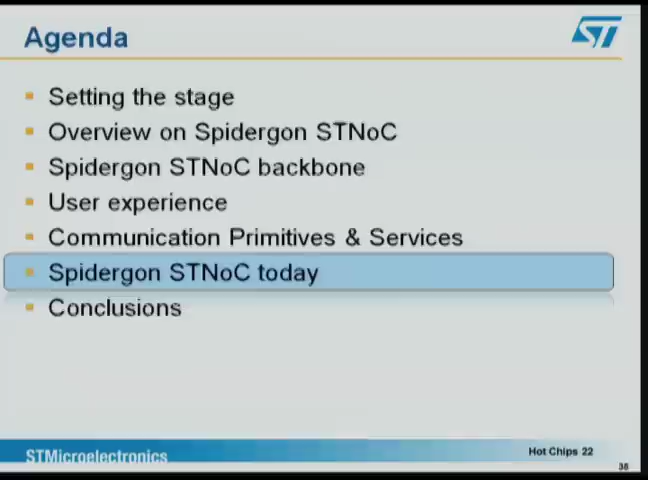 Agenda
ST
Setting the stage
Overview on Spidergon STNoC
Spidergon STNoC backbone
User experience
Communication Primitives & Services
Spidergon STNoC today
Conclusions
STMicroelectronics
Hot Chips 22
38